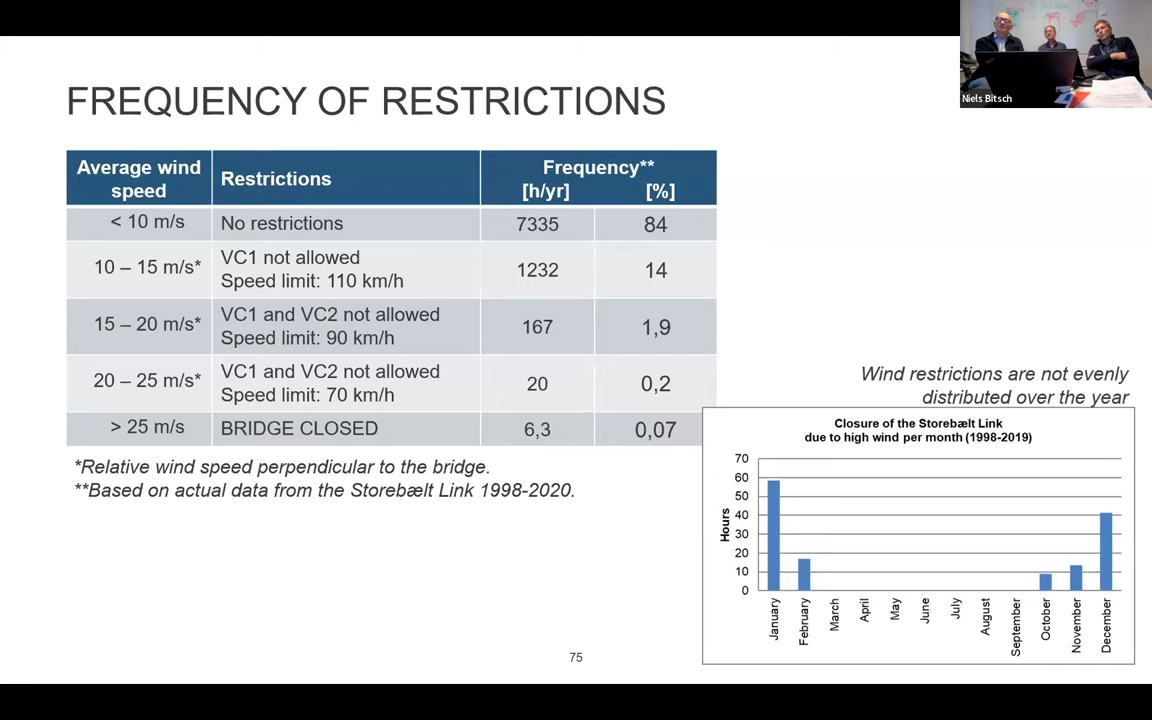 Niels Bitsch
FREQUENCY OF RESTRICTIONS
Average wind speed
Restrictions
Frequency**
[h/yr] [%]
< 10 m/s No restrictions 7335 84
10 – 15 m/s* VC1 not allowed
Speed limit: 110 km/h 1232 14
15 – 20 m/s* VC1 and VC2 not allowed
Speed limit: 90 km/h 167 1,9
20 – 25 m/s* VC1 and VC2 not allowed
Speed limit: 70 km/h 20 0,2
> 25 m/s BRIDGE CLOSED 6,3 0,07
*Relative wind speed perpendicular to the bridge.
**Based on actual data from the Storebælt Link 1998-2020.
Wind restrictions are not evenly
distributed over the year
Closure of the Storebælt Link
due to high wind per month (1998-2019)
Hours
70
60
50
40
30
20
10
0
January
February
March
April
May
June
July
August
September
October
November
December
75